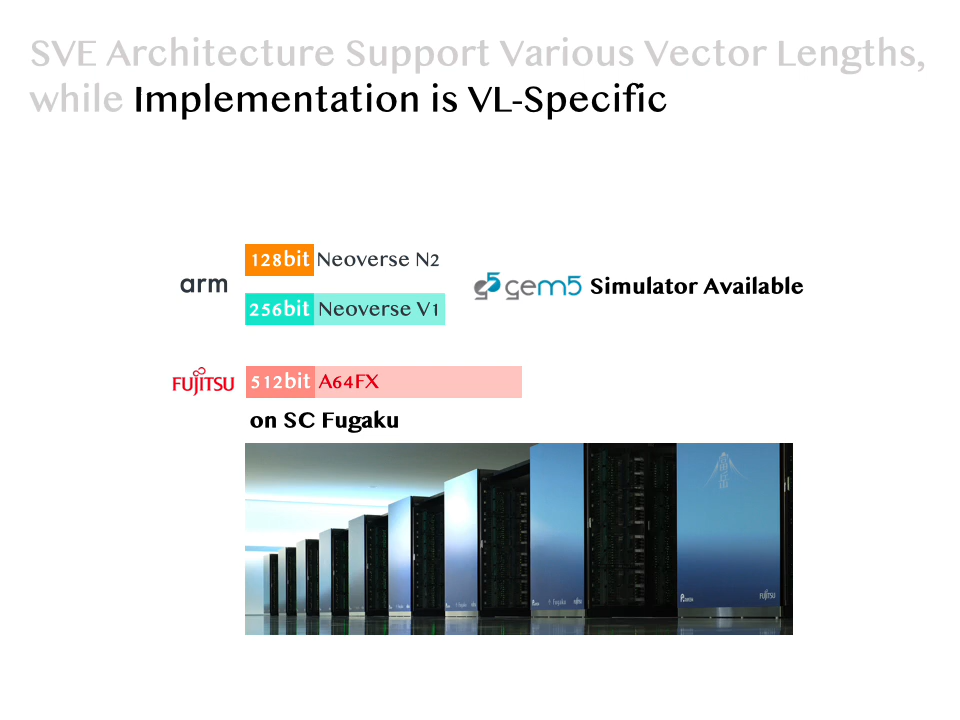 SVE Architecture Support Various Vector Lengths,
while Implementation is VL-Specific
128bit Neoverse N2
arm
gem5 Simulator Available
256bit Neoverse V1
FUJITSU 512bit A64FX
on SC Fugaku
FUJITSU